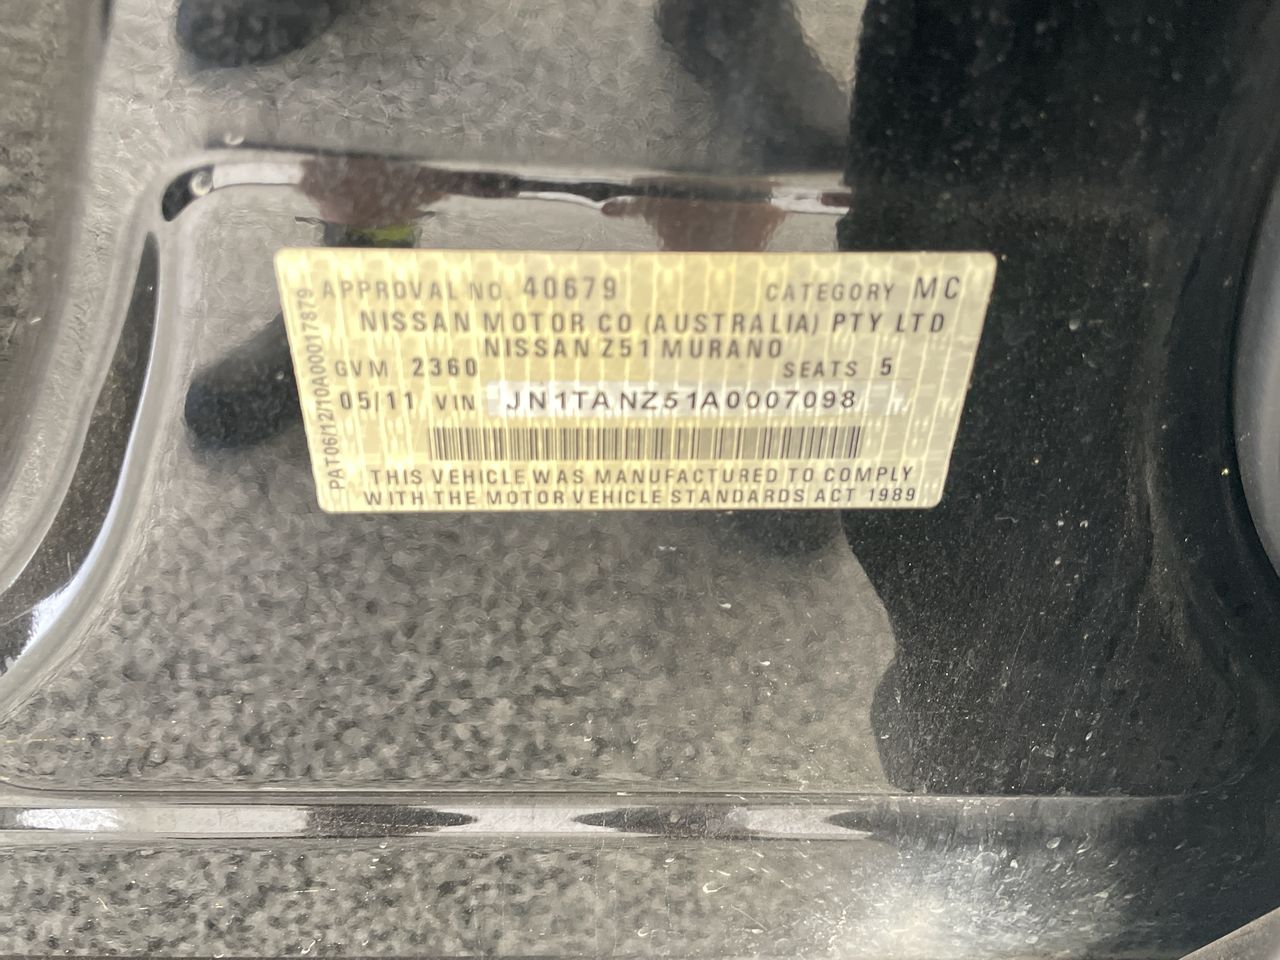 APPROVAL NO. 40679 CATEGORY MC
NISSAN MOTOR CO (AUSTRALIA) PTY LTD
NISSAN Z51 MURANO
GVM 2360 SEATS 5
05/11 VIN JN1TANZ51A0007098
THIS VEHICLE WAS MANUFACTURED TO COMPLY
WITH THE MOTOR VEHICLE STANDARDS ACT 1989
PAT06/12/10A00017879